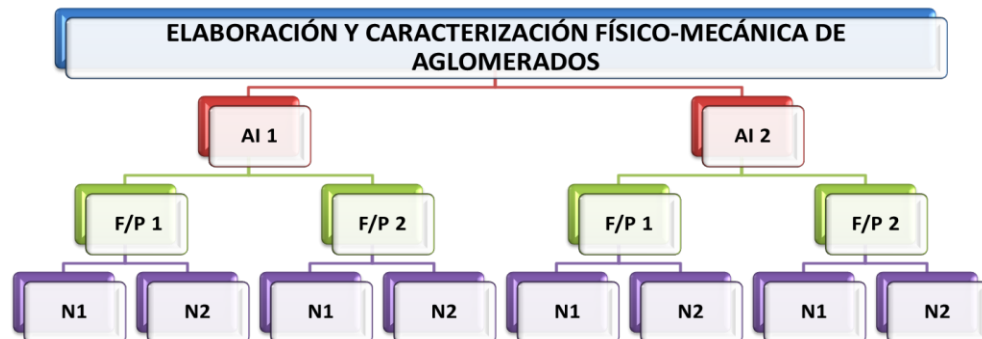 ELABORACIÓN Y CARACTERIZACIÓN FÍSICO-MECÁNICA DE
AGLOMERADOS
AI 1
AI 2
F/P 1
F/P 2
F/P 1
F/P 2
N1
N2
N1
N2
N1
N2
N1
N2